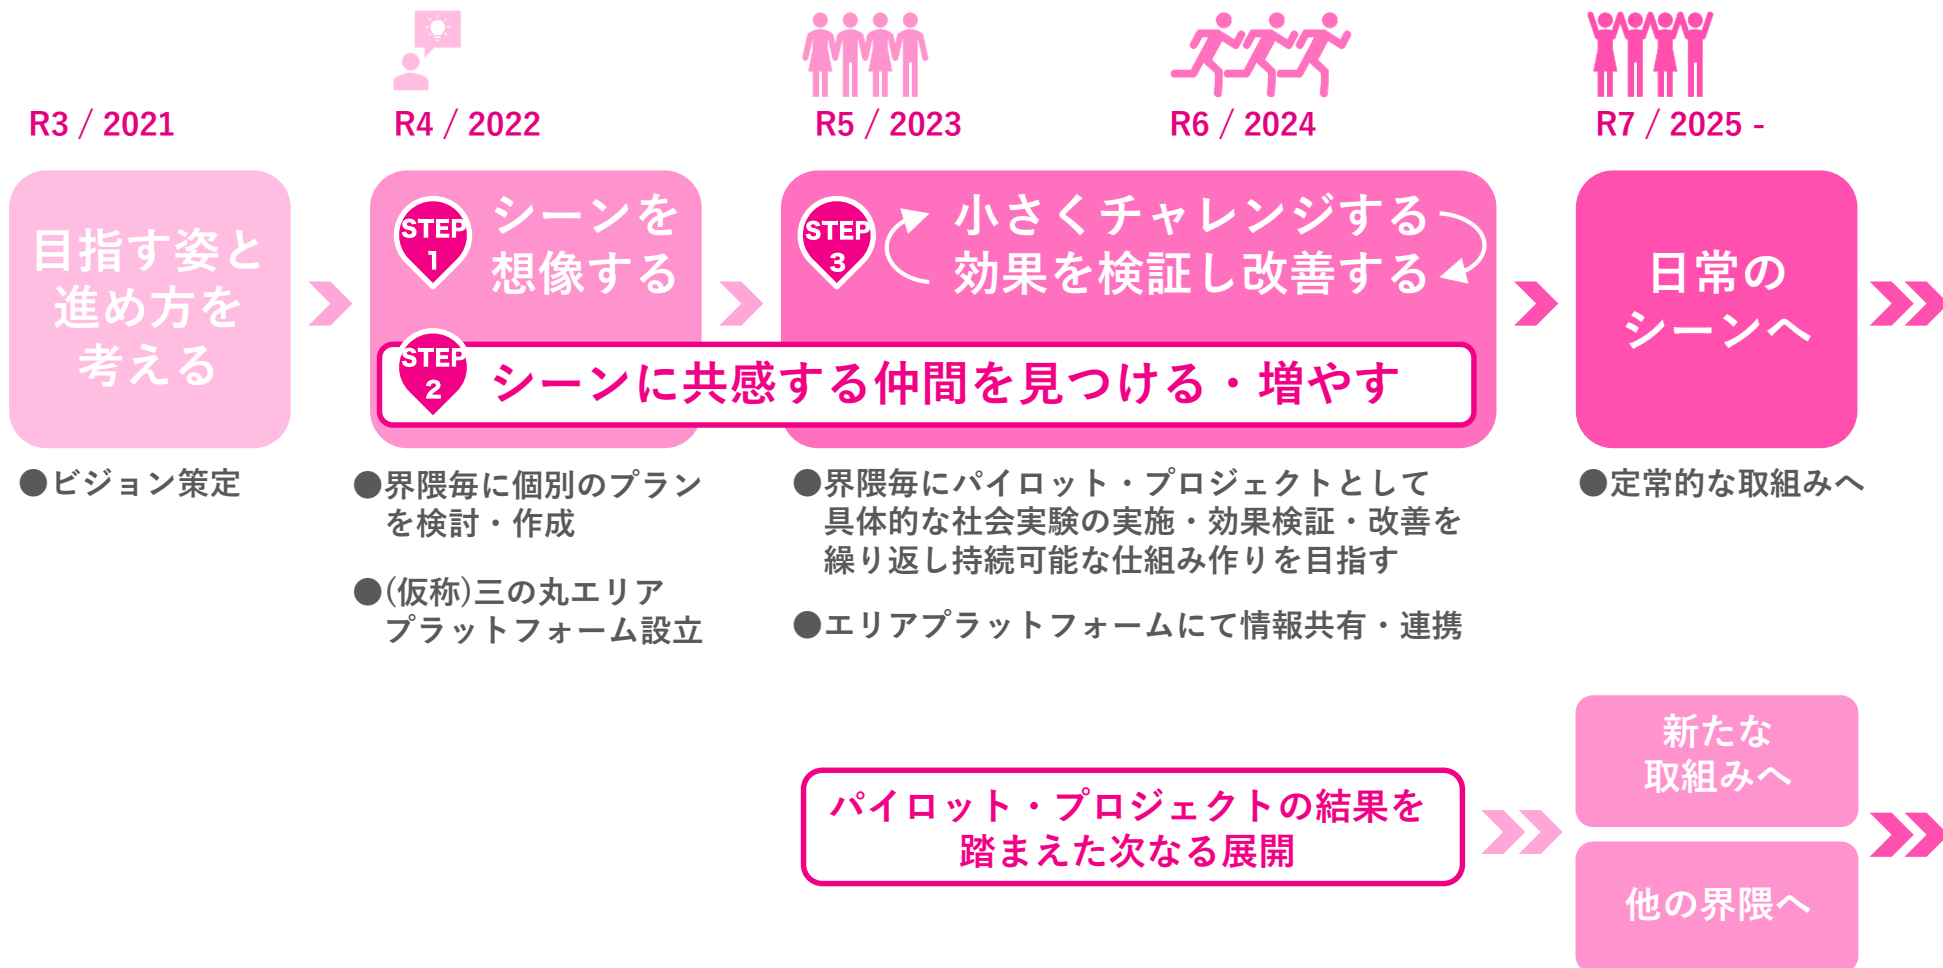 R3 / 2021
R4 / 2022
R5 / 2023
R6 / 2024
R7 / 2025 -
目指す姿と
進め方を
考える
STEP
1
シーンを
想像する
STEP
2
シーンに共感する仲間を見つける・増やす
STEP
3
小さくチャレンジする
効果を検証し改善する
日常の
シーンへ
●ビジョン策定
●界隈毎に個別のプラン
を検討・作成
●(仮称)三の丸エリア
プラットフォーム設立
●界隈毎にパイロット・プロジェクトとして
具体的な社会実験の実施・効果検証・改善を
繰り返し持続可能な仕組み作りを目指す
●エリアプラットフォームにて情報共有・連携
●定常的な取組みへ
パイロット・プロジェクトの結果を
踏まえた次なる展開
新たな
取組みへ
他の界隈へ